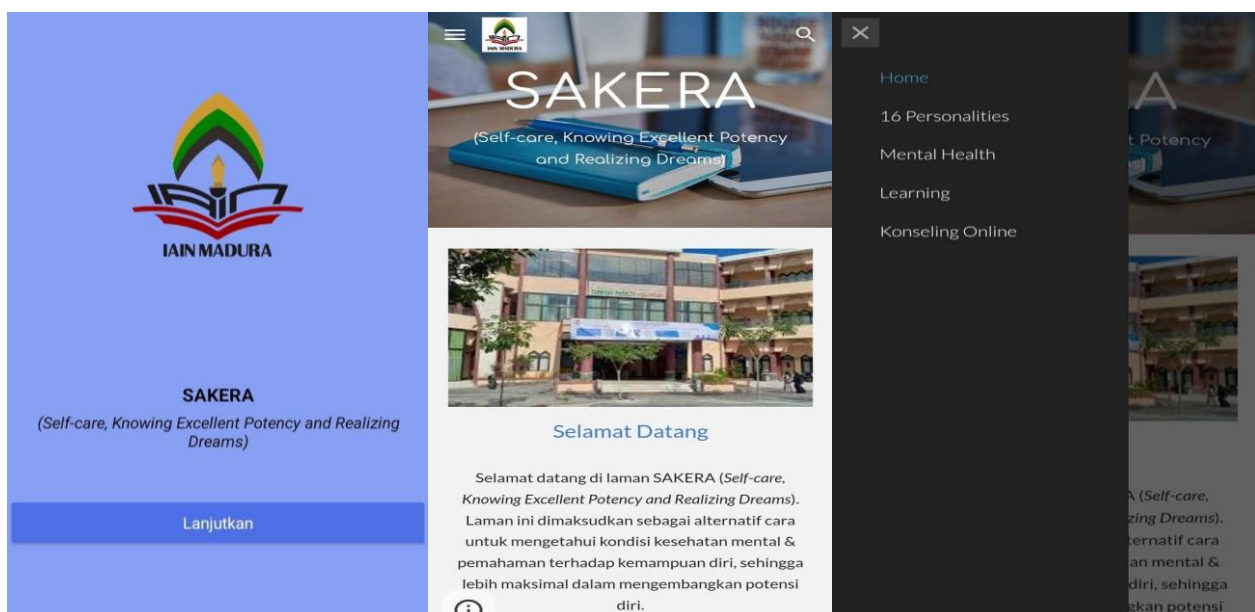 IAIN
IAIN MADURA
SAKERA
(Self-care, Knowing Excellent Potency and Realizing
Dreams)
Lanjutkan
IAIN MADURA
SAKERA
(Self-care, Knowing Excellent Potency
and Realizing Dreams)
Selamat Datang
Selamat datang di laman SAKERA (Self-care,
Knowing Excellent Potency and Realizing Dreams).
Laman ini dimaksudkan sebagai alternatif cara
untuk mengetahui kondisi kesehatan mental &
pemahaman terhadap kemampuan diri, sehingga
lebih maksimal dalam mengembangkan potensi
diri.
Home
16 Personalities
Mental Health
Learning
Konseling Online
A
t Potency
A (Self-care,
zing Dreams).
ternatif cara
an mental &
diri, sehingga
gkan potensi